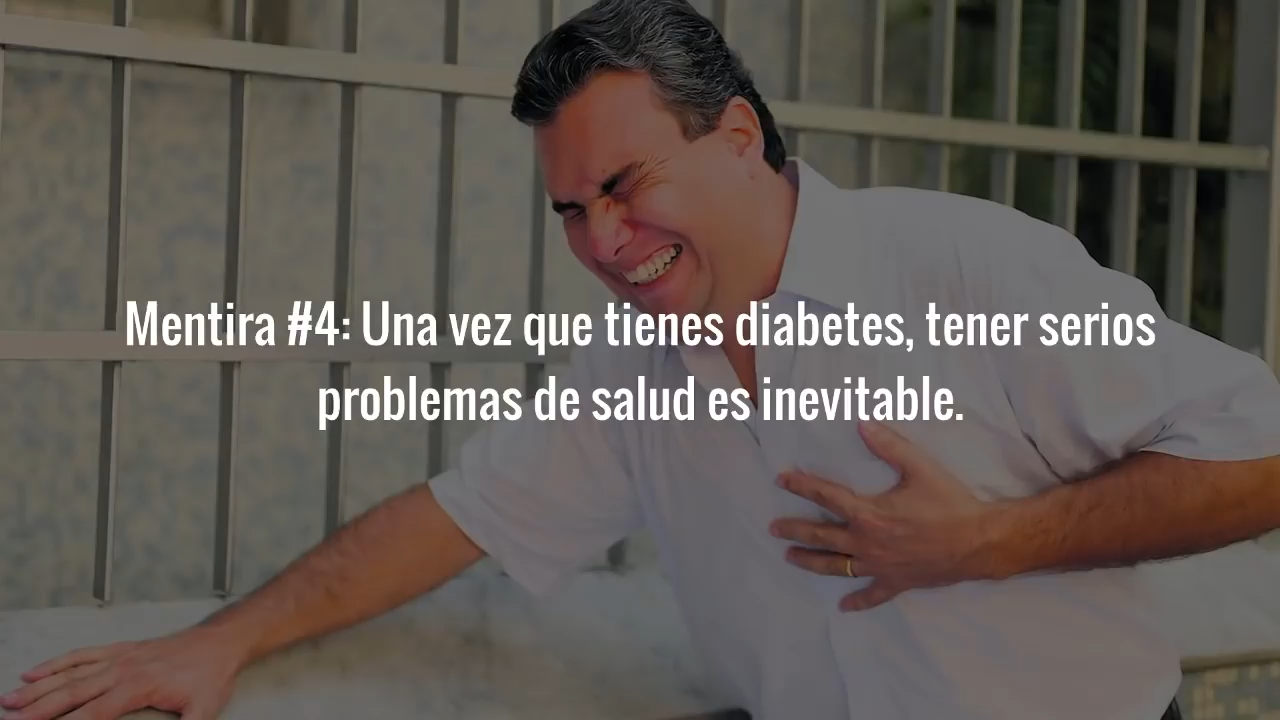 Mentira #4: Una vez que tienes diabetes, tener serios
problemas de salud es inevitable.